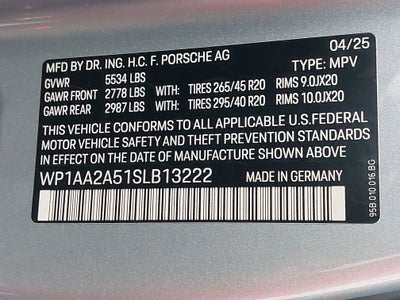 MFD BY DR. ING. H.C. F. PORSCHE AG 04/25
GVWR 5534 LBS TYPE: MPV
GAWR FRONT 2778 LBS WITH: TIRES 265/45 R20 RIMS 9.0JX20
GAWR REAR 2987 LBS WITH: TIRES 295/40 R20 RIMS 10.0JX20
THIS VEHICLE CONFORMS TO ALL APPLICABLE U.S.FEDERAL
MOTOR VEHICLE SAFETY AND THEFT PREVENTION STANDARDS
IN EFFECT ON THE DATE OF MANUFACTURE SHOWN ABOVE.
WP1AA2A51SLB13222 MADE IN GERMANY
95B.010.016.BG